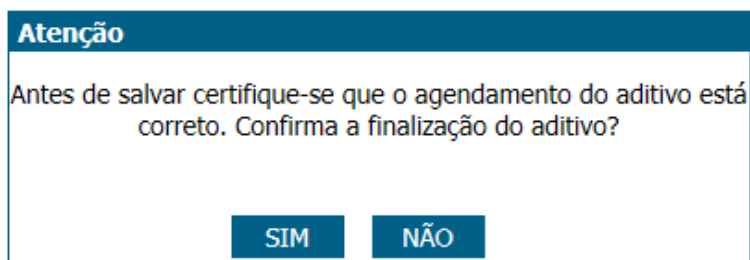 Atenção
Antes de salvar certifique-se que o agendamento do aditivo está
correto. Confirma a finalização do aditivo?
SIM NÃO